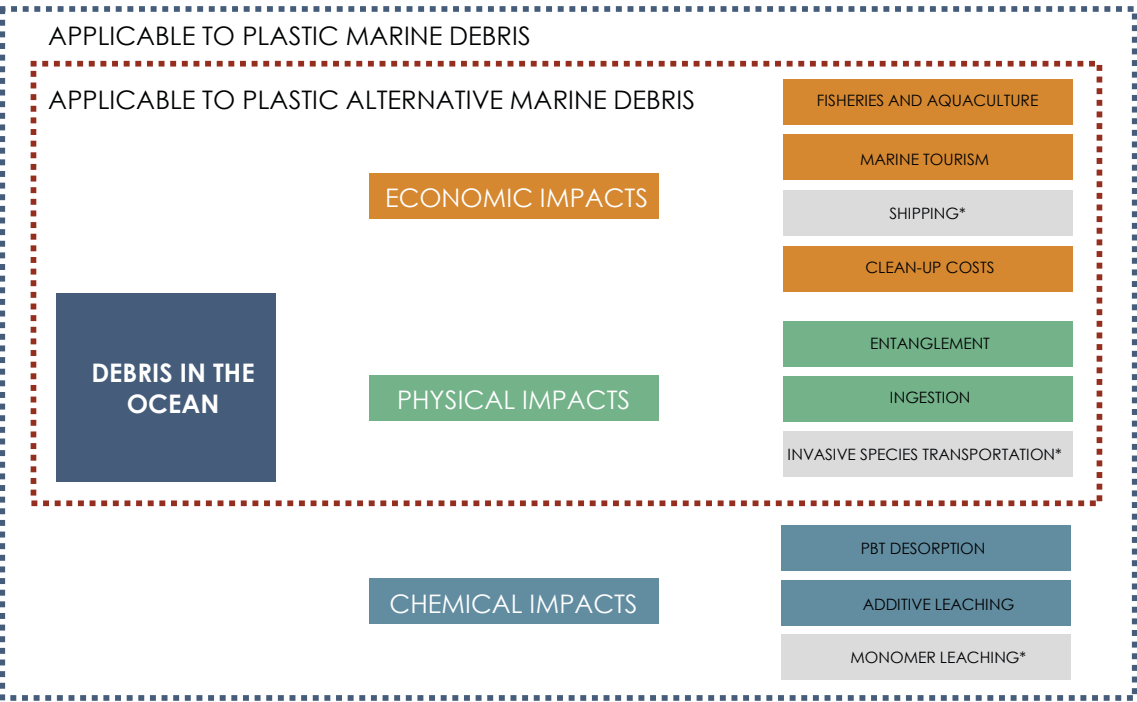 APPLICABLE TO PLASTIC MARINE DEBRIS
APPLICABLE TO PLASTIC ALTERNATIVE MARINE DEBRIS
FISHERIES AND AQUACULTURE
MARINE TOURISM
ECONOMIC IMPACTS
SHIPPING*
CLEAN-UP COSTS
DEBRIS IN THE
OCEAN
ENTANGLEMENT
PHYSICAL IMPACTS
INGESTION
INVASIVE SPECIES TRANSPORTATION*
PBT DESORPTION
CHEMICAL IMPACTS
ADDITIVE LEACHING
MONOMER LEACHING*